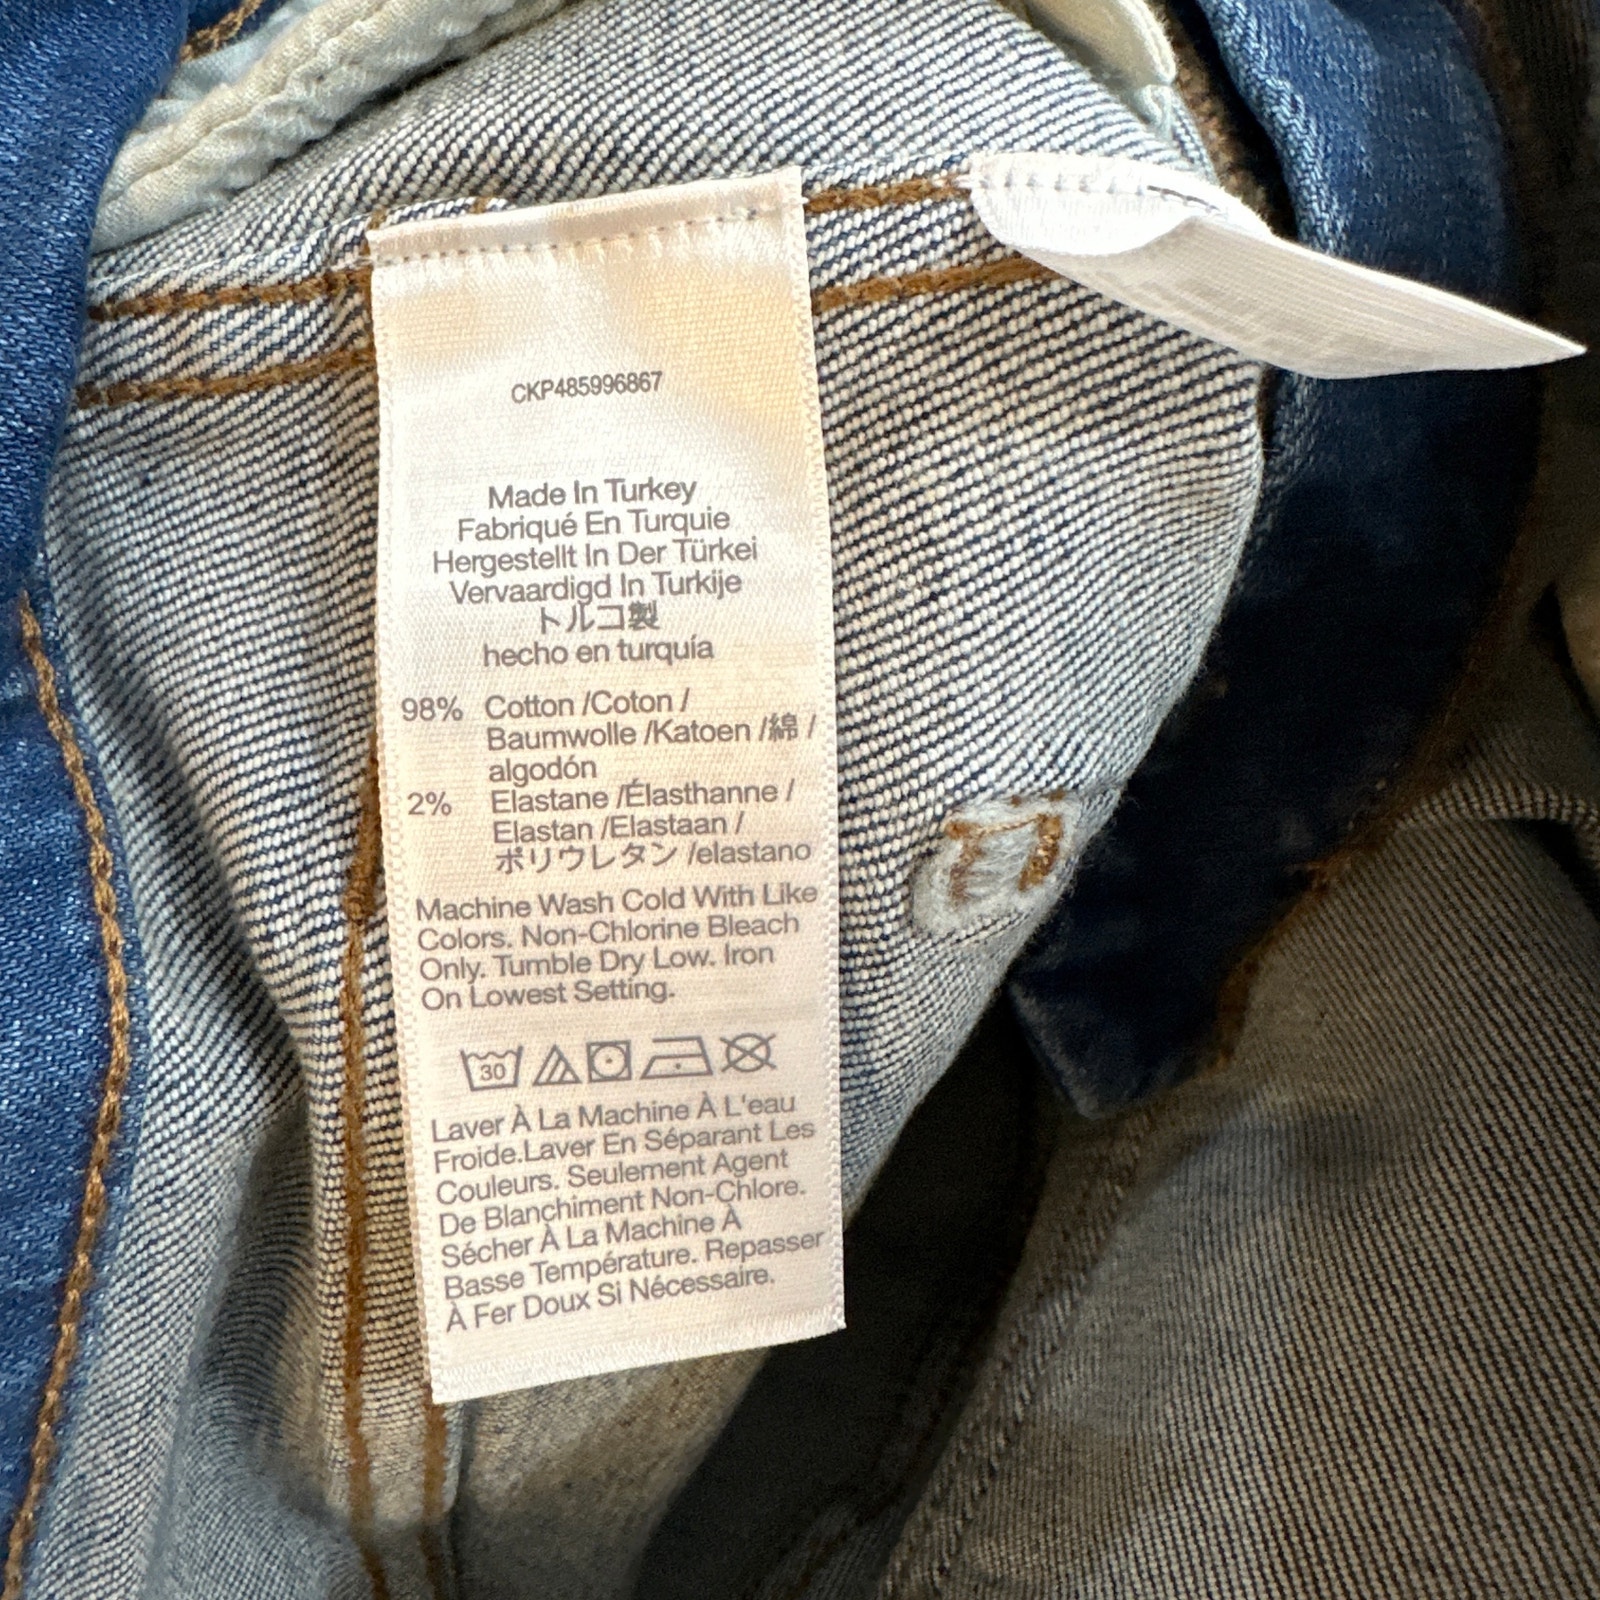 CKP485996867
Made In Turkey
Fabriqué En Turquie
Hergestellt In Der Türkei
Vervaardigd In Turkije
トルコ製
hecho en turquía
98% Cotton /Coton /
Baumwolle /Katoen /綿 /
algodón
2% Elastane /Élasthanne /
Elastan /Elastaan /
ポリウレタン /elastano
Machine Wash Cold With Like
Colors. Non-Chlorine Bleach
Only. Tumble Dry Low. Iron
On Lowest Setting.
30
Laver À La Machine À L'eau
Froide.Laver En Séparant Les
Couleurs. Seulement Agent
De Blanchiment Non-Chlore.
Sécher À La Machine À
Basse Température. Repasser
À Fer Doux Si Nécessaire.